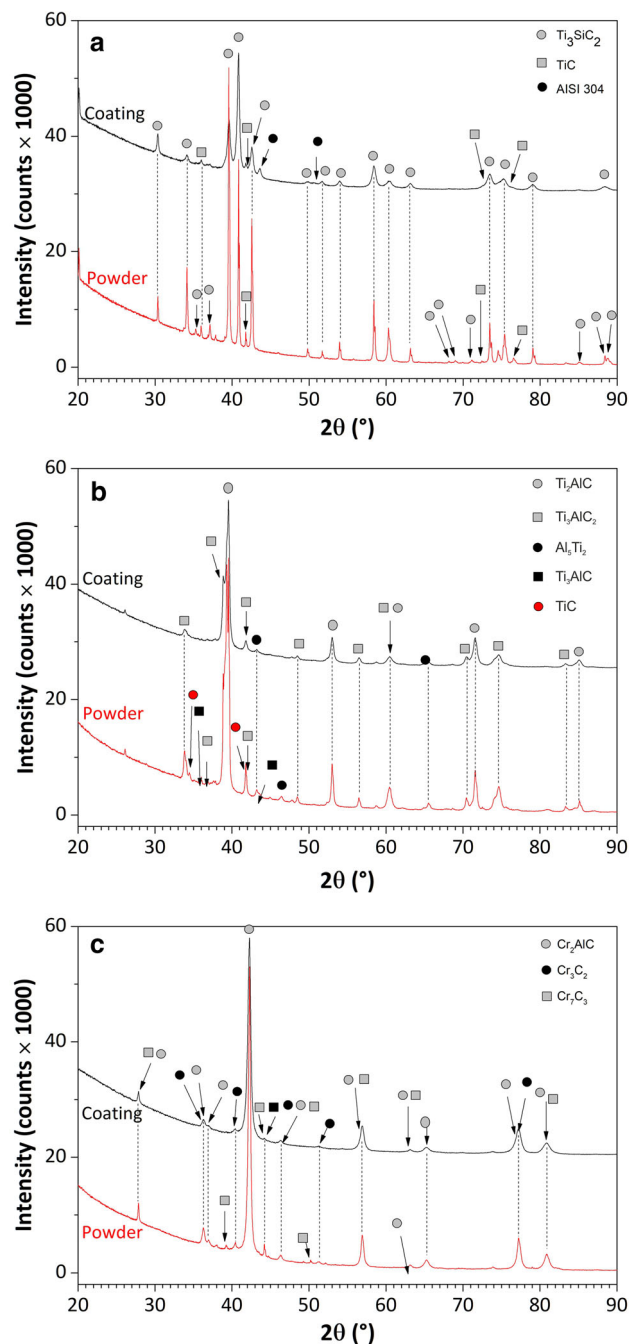 a
Intensity (counts × 1000)
60
40
20
0
Coating
Powder
Ti3SiC2
TiC
AISI 304
20 30 40 50 60 70 80 90
2θ (°)
b
Intensity (counts × 1000)
60
40
20
0
Coating
Powder
Ti2AlC
Ti3AlC2
Al5Ti2
Ti3AlC
TiC
20 30 40 50 60 70 80 90
2θ (°)
c
Intensity (counts × 1000)
60
40
20
0
Coating
Powder
Cr2AlC
Cr3C2
Cr7C3
20 30 40 50 60 70 80 90
2θ (°)